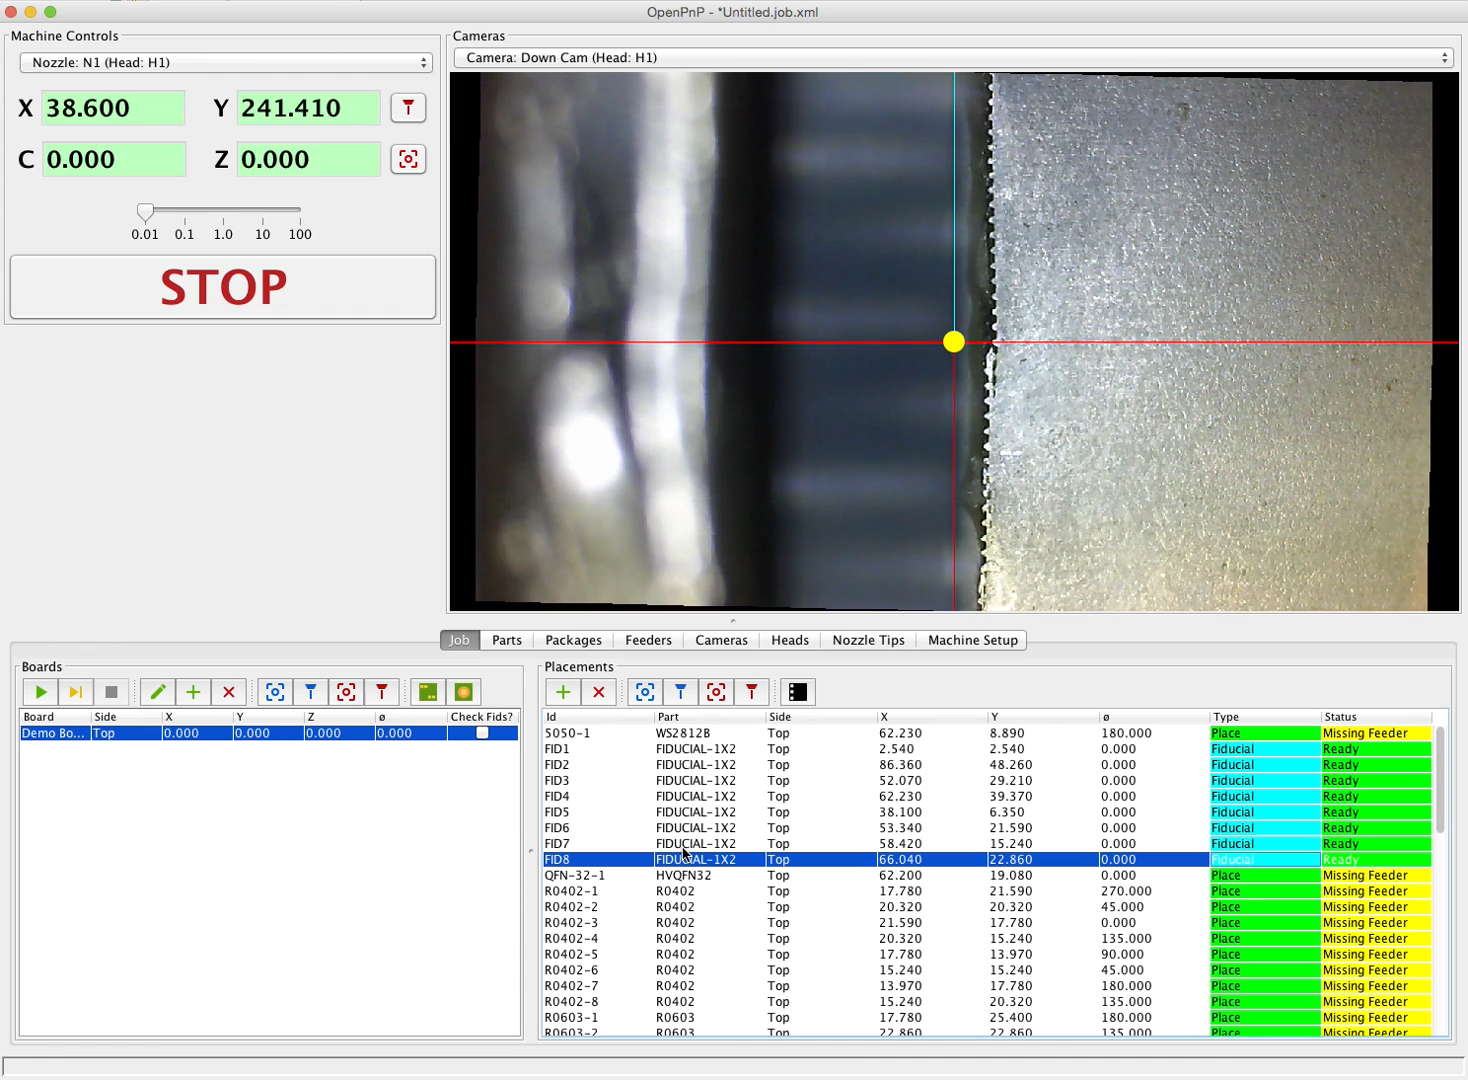 OpenPnP - *Untitled.job.xml
Machine Controls
Nozzle: N1 (Head: H1)
X 38.600 Y 241.410
C 0.000 Z 0.000
0.01 0.1 1.0 10 100
STOP
Cameras
Camera: Down Cam (Head: H1)
Job Parts Packages Feeders Cameras Heads Nozzle Tips Machine Setup
Boards
Board Side X Y Z ø Check Fids?
Demo Bo... Top 0.000 0.000 0.000 0.000
Placements
Id Part Side X Y ø Type Status
5050-1 WS2812B Top 62.230 8.890 180.000 Place Missing Feeder
FID1 FIDUCIAL-1X2 Top 2.540 2.540 0.000 Fiducial Ready
FID2 FIDUCIAL-1X2 Top 86.360 48.260 0.000 Fiducial Ready
FID3 FIDUCIAL-1X2 Top 52.070 29.210 0.000 Fiducial Ready
FID4 FIDUCIAL-1X2 Top 62.230 39.370 0.000 Fiducial Ready
FID5 FIDUCIAL-1X2 Top 38.100 6.350 0.000 Fiducial Ready
FID6 FIDUCIAL-1X2 Top 53.340 21.590 0.000 Fiducial Ready
FID7 FIDUCIAL-1X2 Top 58.420 15.240 0.000 Fiducial Ready
FID8 FIDUCIAL-1X2 Top 66.040 22.860 0.000 Fiducial Ready
QFN-32-1 HVQFN32 Top 62.200 19.080 0.000 Place Missing Feeder
R0402-1 R0402 Top 17.780 21.590 270.000 Place Missing Feeder
R0402-2 R0402 Top 20.320 20.320 45.000 Place Missing Feeder
R0402-3 R0402 Top 21.590 17.780 0.000 Place Missing Feeder
R0402-4 R0402 Top 20.320 15.240 135.000 Place Missing Feeder
R0402-5 R0402 Top 17.780 13.970 90.000 Place Missing Feeder
R0402-6 R0402 Top 15.240 15.240 45.000 Place Missing Feeder
R0402-7 R0402 Top 13.970 17.780 180.000 Place Missing Feeder
R0402-8 R0402 Top 15.240 20.320 135.000 Place Missing Feeder
R0603-1 R0603 Top 17.780 25.400 180.000 Place Missing Feeder
R0603-2 R0603 Top 22.860 22.860 135.000 Place Missing Feeder